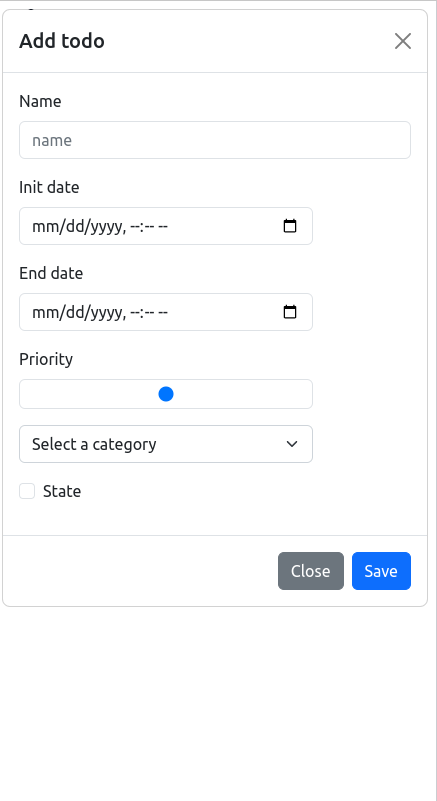 Add todo
Name
name
Init date
mm/dd/yyyy, --:-- --
End date
mm/dd/yyyy, --:-- --
Priority
Select a category
State
Close
Save